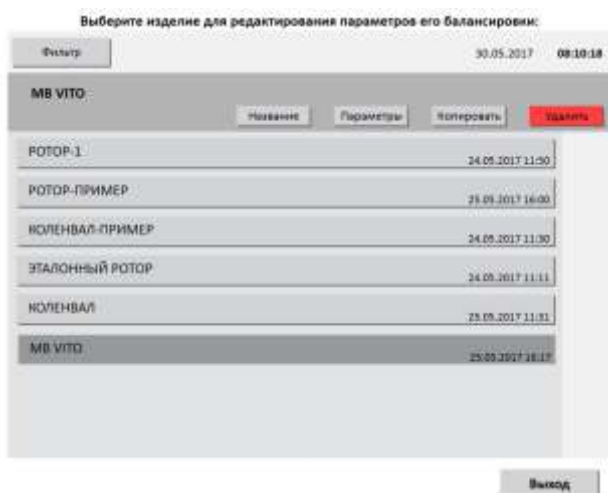 Выберите изделие для редактирования параметров его балансировки:
Фильтр 30.05.2017 08:10:18
MB VITO
Название Параметры Копировать Удалить
РОТОР-1
24.05.2017 11:50
РОТОР-ПРИМЕР
25.05.2017 16:00
КОЛЕНВАЛ-ПРИМЕР
24.05.2017 11:30
ЭТАЛОННЫЙ РОТОР
24.05.2017 11:11
КОЛЕНВАЛ
25.05.2017 11:31
MB VITO
25.05.2017 16:17
Выход